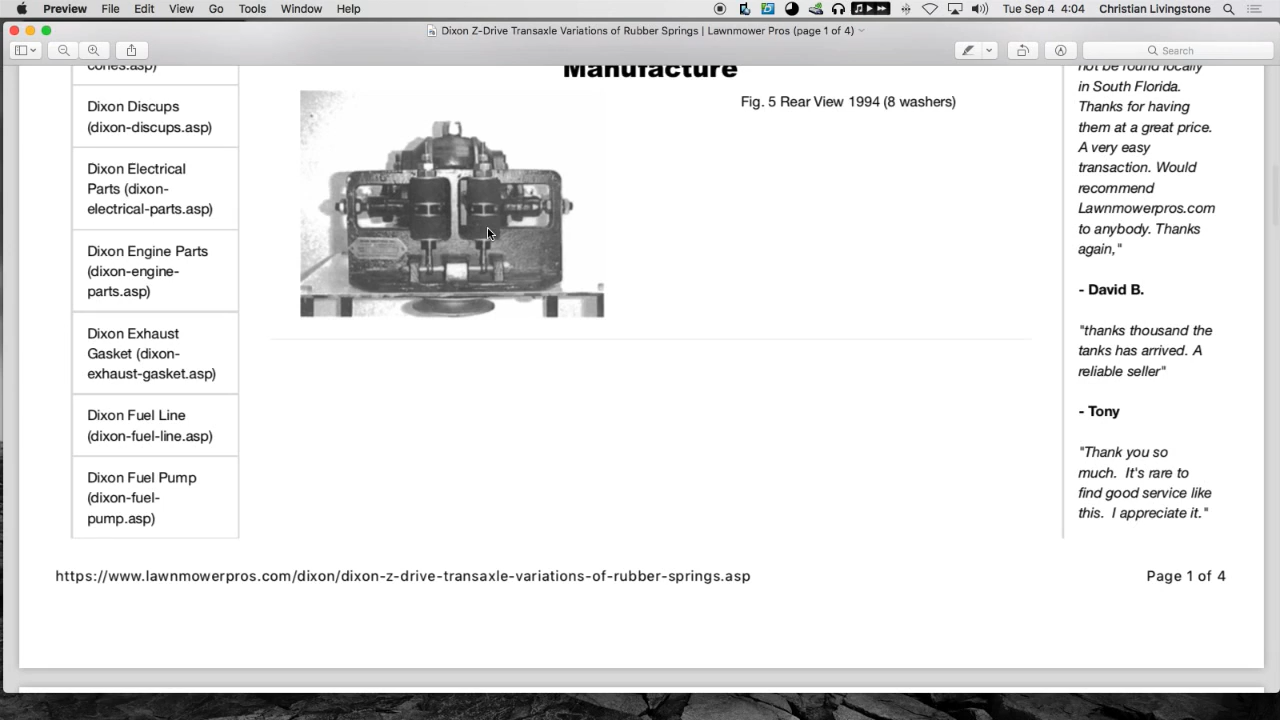 Preview File Edit View Go Tools Window Help Tue Sep 4 4:04 Christian Livingstone
Dixon Z-Drive Transaxle Variations of Rubber Springs | Lawnmower Pros (page 1 of 4)
Search
cones.asp)
Dixon Discups
(dixon-discups.asp)
Dixon Electrical
Parts (dixon-
electrical-parts.asp)
Dixon Engine Parts
(dixon-engine-
parts.asp)
Dixon Exhaust
Gasket (dixon-
exhaust-gasket.asp)
Dixon Fuel Line
(dixon-fuel-line.asp)
Dixon Fuel Pump
(dixon-fuel-
pump.asp)
Manufacture
Fig. 5 Rear View 1994 (8 washers)
not be found locally
in South Florida.
Thanks for having
them at a great price.
A very easy
transaction. Would
recommend
Lawnmowerpros.com
to anybody. Thanks
again,"
- David B.
"thanks thousand the
tanks has arrived. A
reliable seller"
- Tony
"Thank you so
much. It's rare to
find good service like
this. I appreciate it."
https://www.lawnmowerpros.com/dixon/dixon-z-drive-transaxle-variations-of-rubber-springs.asp
Page 1 of 4